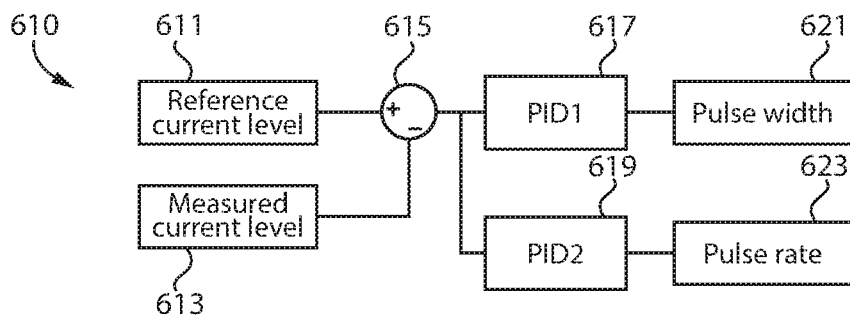 610
611
615
617
621
Reference
current level
+
−
PID1
Pulse width
Measured
current level
613
619
623
PID2
Pulse rate